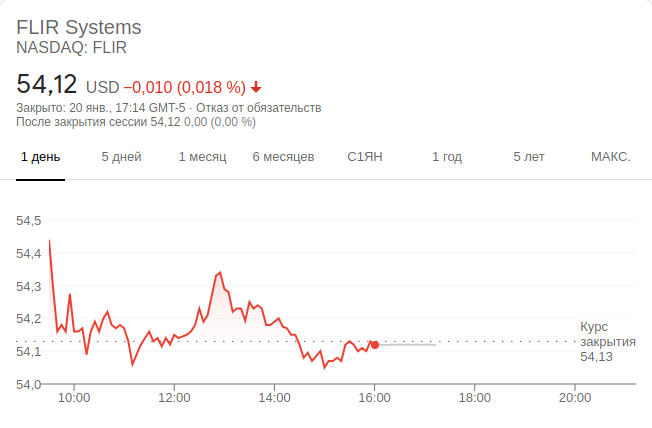 FLIR Systems
NASDAQ: FLIR
54,12 USD −0,010 (0,018 %)
Закрыто: 20 янв., 17:14 GMT-5 · Отказ от обязательств
После закрытия сессии 54,12 0,00 (0,00 %)
1 день 5 дней 1 месяц 6 месяцев С1ЯН 1 год 5 лет МАКС.
54,5
54,4
54,3
54,2
Курс
закрытия
54,13
54,1
54,0
10:00 12:00 14:00 16:00 18:00 20:00